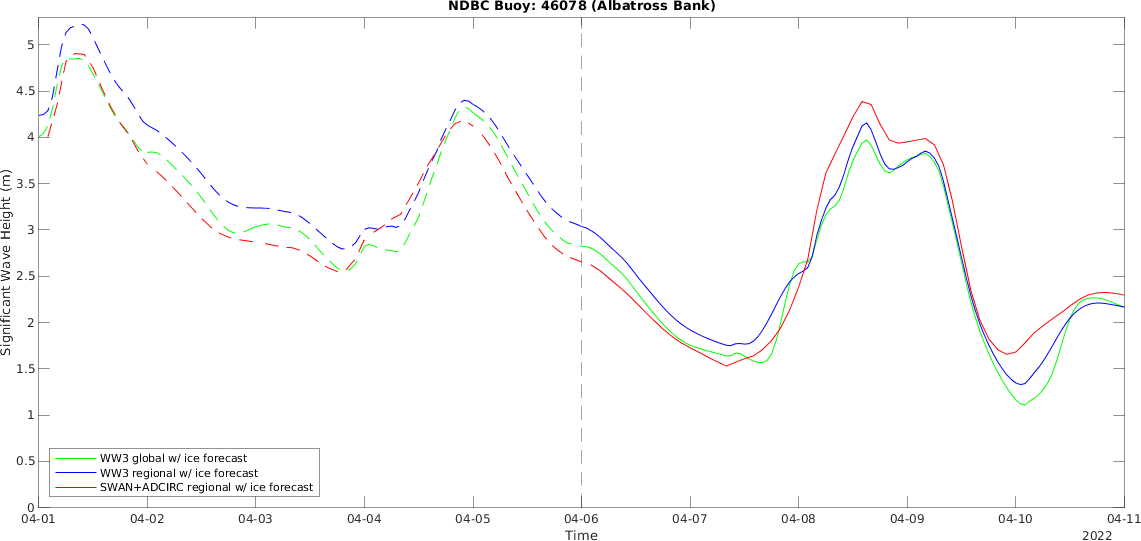 NDBC Buoy: 46078 (Albatross Bank)
5
4.5
4
3.5
3
2.5
2
1.5
1
0.5
0
Significant Wave Height (m)
WW3 global w/ ice forecast
WW3 regional w/ ice forecast
SWAN+ADCIRC regional w/ ice forecast
04-01 04-02 04-03 04-04 04-05 04-06 04-07 04-08 04-09 04-10 04-11
Time
2022